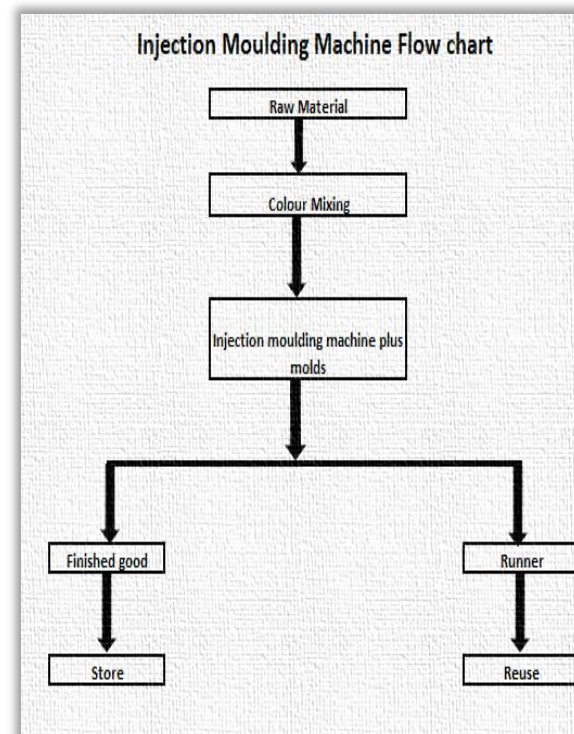 Injection Moulding Machine Flow chart
Raw Material
Colour Mixing
Injection moulding machine plus
molds
Finished good
Runner
Store
Reuse